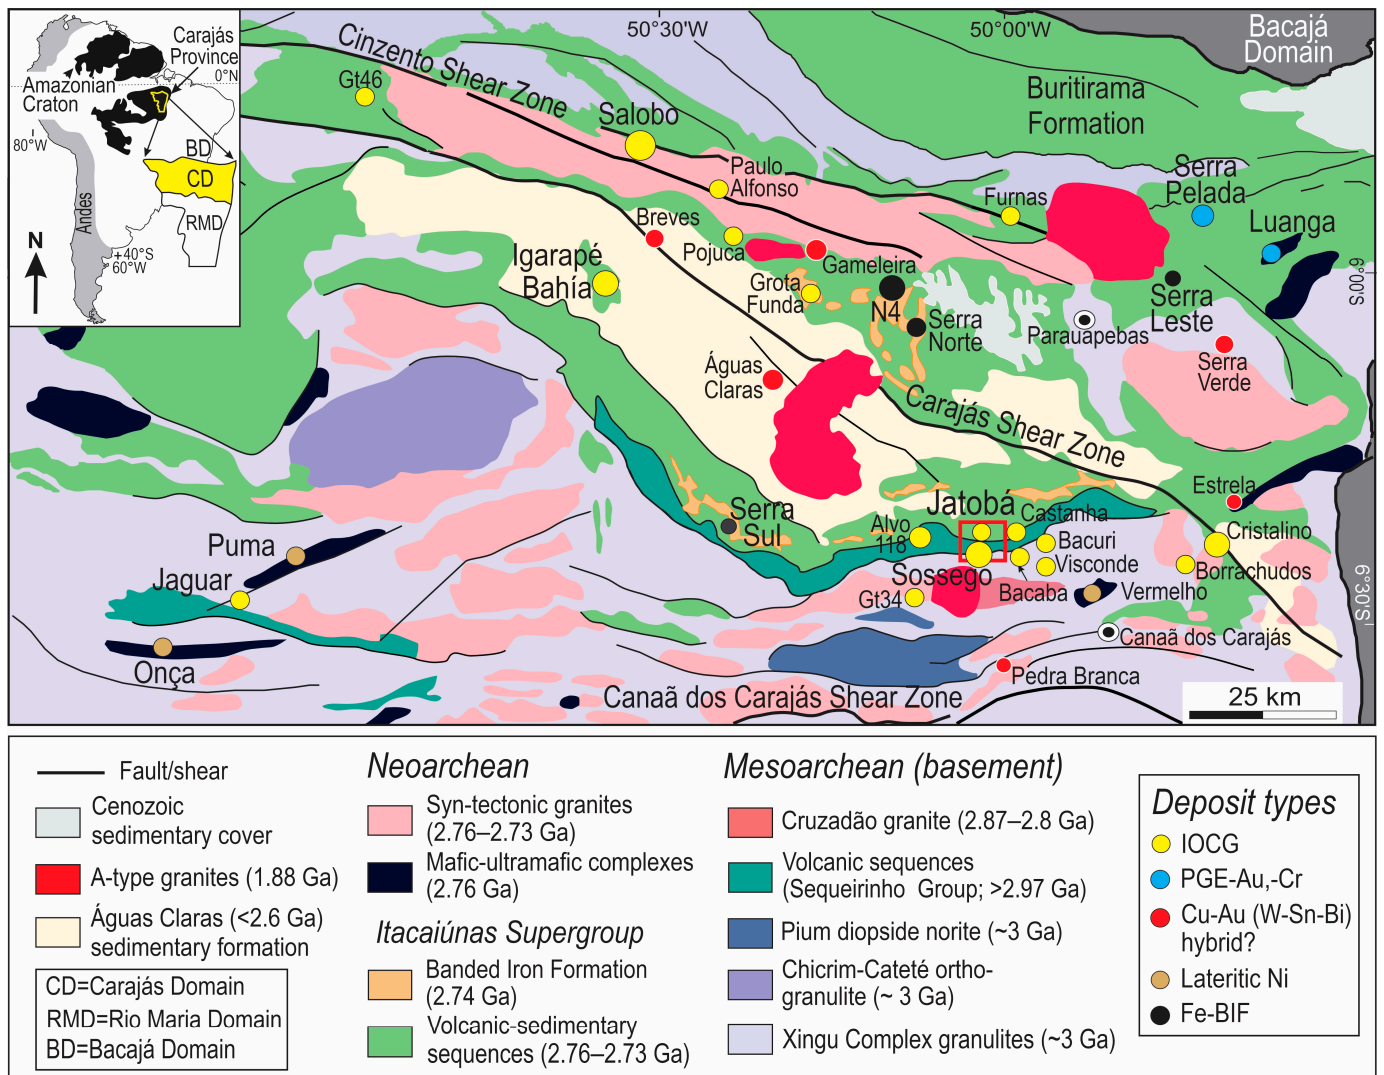 50°30'W
50°00'W
Bacajá
Domain
Carajás
Province
0°N
Amazonian
Craton
80°W
BD
CD
RMD
Andes
N
+40°S
60°W
Cinzento Shear Zone
Gt46
Salobo
Buritirama
Formation
Paulo
Alfonso
Serra
Pelada
Furnas
Luanga
Breves
Pojuca
Igarapé
Bahía
Gameleira
Grota
Funda
N4
Serra
Norte
6°00'S
Serra
Leste
Parauapebas
Serra
Verde
Águas
Claras
Carajás Shear Zone
Estrela
Jatobá
Castanha
Serra
Sul
Alvo
118
Cristalino
Bacuri
Visconde
Puma
Jaguar
Sossego
Borrachudos
Gt34
Bacaba
Vermelho
6°30'S
Canaã dos Carajás
Onça
Pedra Branca
Canaã dos Carajás Shear Zone
25 km
Fault/shear
Cenozoic
sedimentary cover
A-type granites (1.88 Ga)
Águas Claras (<2.6 Ga)
sedimentary formation
CD=Carajás Domain
RMD=Rio Maria Domain
BD=Bacajá Domain
Neoarchean
Syn-tectonic granites
(2.76–2.73 Ga)
Mafic-ultramafic complexes
(2.76 Ga)
Itacaiúnas Supergroup
Banded Iron Formation
(2.74 Ga)
Volcanic-sedimentary
sequences (2.76–2.73 Ga)
Mesoarchean (basement)
Cruzadão granite (2.87–2.8 Ga)
Volcanic sequences
(Sequeirinho Group; >2.97 Ga)
Pium diopside norite (~3 Ga)
Chicrim-Cateté ortho-
granulite (~ 3 Ga)
Xingu Complex granulites (~3 Ga)
Deposit types
IOCG
PGE-Au,-Cr
Cu-Au (W-Sn-Bi)
hybrid?
Lateritic Ni
Fe-BIF